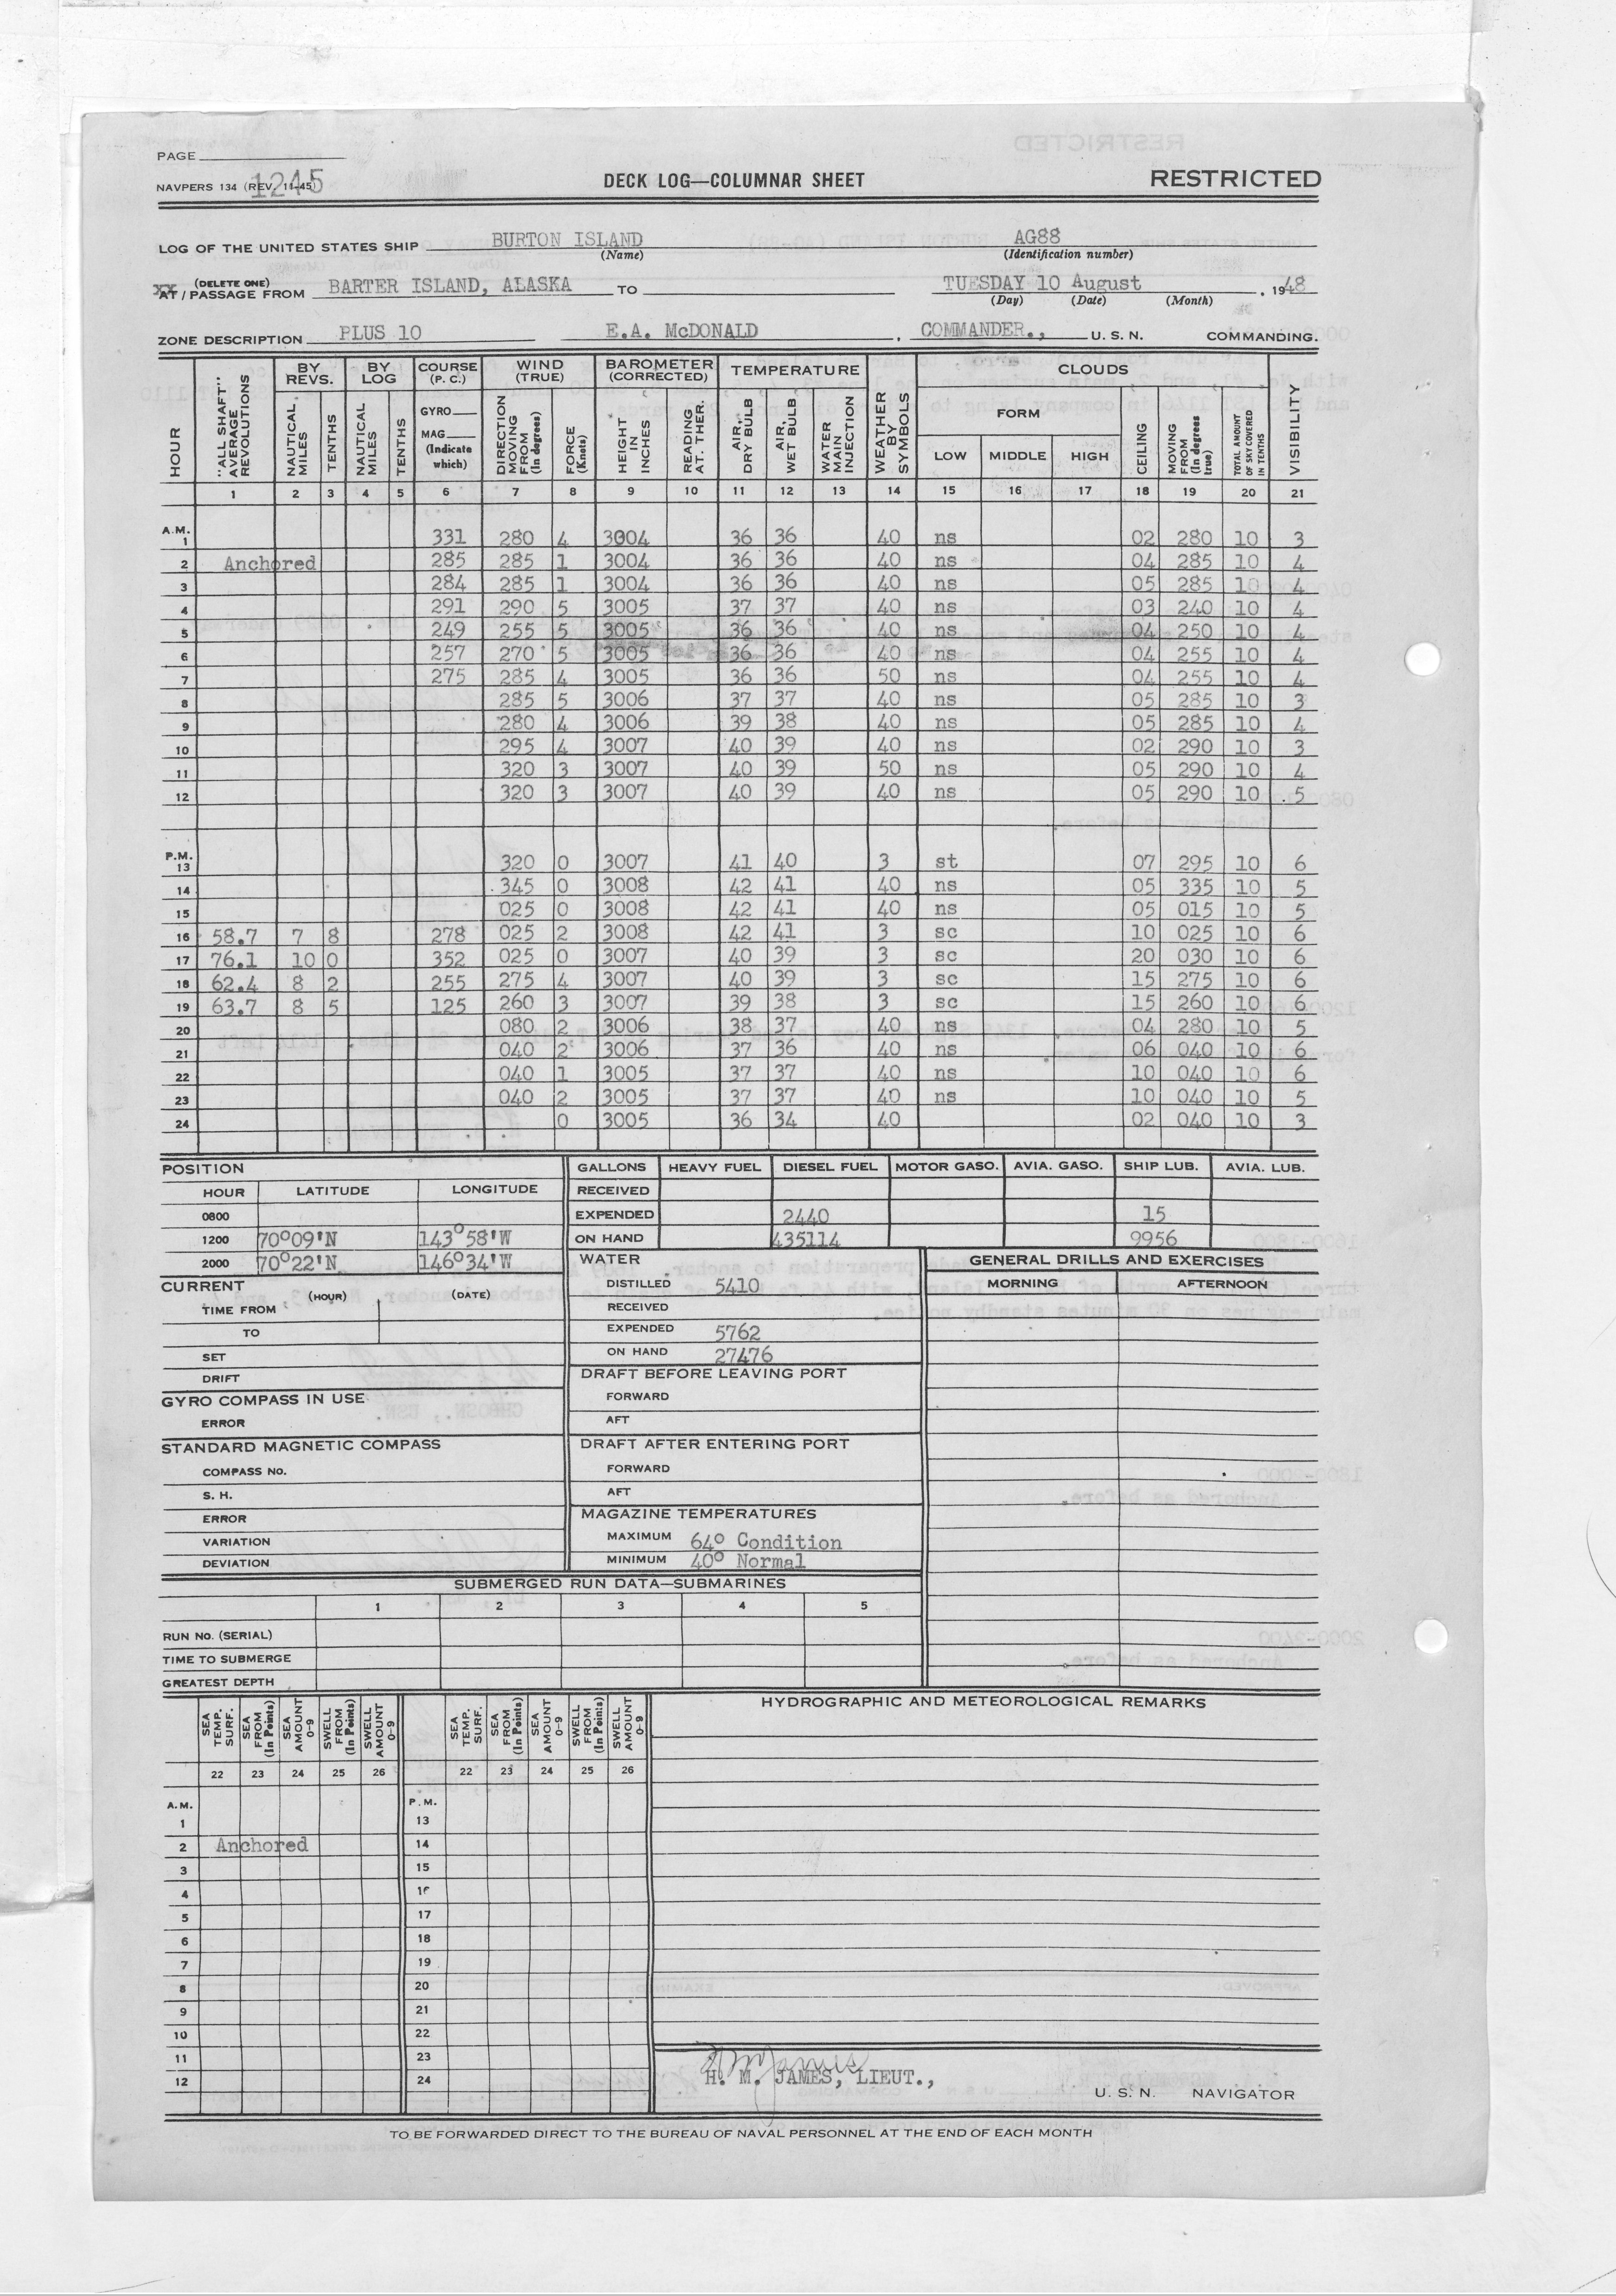 PAGE
NAVPERS 134 (REV. 11-45) 1245
DECK LOG—COLUMNAR SHEET
RESTRICTED
LOG OF THE UNITED STATES SHIP BURTON ISLAND AG88
(Name) (Identification number)
(DELETE ONE)
XX AT / PASSAGE FROM BARTER ISLAND, ALASKA TO TUESDAY 10 August , 1948
(Day) (Date) (Month)
ZONE DESCRIPTION PLUS 10 E.A. McDONALD , COMMANDER., U. S. N. COMMANDING.
HOUR
"ALL SHAFT" AVERAGE REVOLUTIONS
BY REVS. NAUTICAL MILES TENTHS
BY LOG NAUTICAL MILES TENTHS
COURSE (P. C.) GYRO MAG (Indicate which)
WIND (TRUE) DIRECTION MOVING FROM (In degrees) FORCE (Knots)
BAROMETER (CORRECTED) HEIGHT IN INCHES READING AT. THER.
TEMPERATURE AIR, DRY BULB AIR, WET BULB WATER MAIN INJECTION
WEATHER BY SYMBOLS
CLOUDS FORM LOW MIDDLE HIGH CEILING MOVING FROM (In degrees true) TOTAL AMOUNT OF SKY COVERED IN TENTHS
VISIBILITY
1 2 3 4 5 6 7 8 9 10 11 12 13 14 15 16 17 18 19 20 21
A.M.
1 331 280 4 3004 36 36 40 ns 02 280 10 3
2 Anchored 285 285 1 3004 36 36 40 ns 04 285 10 4
3 284 285 1 3004 36 36 40 ns 05 285 10 4
4 291 290 5 3005 37 37 40 ns 03 240 10 4
5 249 255 5 3005 36 36 40 ns 04 250 10 4
6 257 270 5 3005 36 36 40 ns 04 255 10 4
7 275 285 4 3005 36 36 50 ns 04 255 10 4
8 285 5 3006 37 37 40 ns 05 285 10 3
9 280 4 3006 39 38 40 ns 05 285 10 4
10 295 4 3007 40 39 40 ns 02 290 10 3
11 320 3 3007 40 39 50 ns 05 290 10 4
12 320 3 3007 40 39 40 ns 05 290 10 5
P.M.
13 320 0 3007 41 40 3 st 07 295 10 6
14 345 0 3008 42 41 40 ns 05 335 10 5
15 025 0 3008 42 41 40 ns 05 015 10 5
16 58.7 7 8 278 025 2 3008 42 41 3 sc 10 025 10 6
17 76.1 10 0 352 025 0 3007 40 39 3 sc 20 030 10 6
18 62.4 8 2 255 275 4 3007 40 39 3 sc 15 275 10 6
19 63.7 8 5 125 260 3 3007 39 38 3 sc 15 260 10 6
20 080 2 3006 38 37 40 ns 04 280 10 5
21 040 2 3006 37 36 40 ns 06 040 10 6
22 040 1 3005 37 37 40 ns 10 040 10 6
23 040 2 3005 37 37 40 ns 10 040 10 5
24 0 3005 36 34 40 02 040 10 3
POSITION
HOUR LATITUDE LONGITUDE
0800
1200 70°09'N 143°58'W
2000 70°22'N 146°34'W
CURRENT
(HOUR) (DATE)
TIME FROM
TO
SET
DRIFT
GYRO COMPASS IN USE
ERROR
STANDARD MAGNETIC COMPASS
COMPASS NO.
S. H.
ERROR
VARIATION
DEVIATION
GALLONS HEAVY FUEL DIESEL FUEL MOTOR GASO. AVIA. GASO. SHIP LUB. AVIA. LUB.
RECEIVED
EXPENDED 2440 15
ON HAND 435114 9956
WATER
DISTILLED 5410
RECEIVED
EXPENDED 5762
ON HAND 27476
DRAFT BEFORE LEAVING PORT
FORWARD
AFT
DRAFT AFTER ENTERING PORT
FORWARD
AFT
MAGAZINE TEMPERATURES
MAXIMUM 64° Condition
MINIMUM 40° Normal
GENERAL DRILLS AND EXERCISES
MORNING AFTERNOON
SUBMERGED RUN DATA—SUBMARINES
1 2 3 4 5
RUN No. (SERIAL)
TIME TO SUBMERGE
GREATEST DEPTH
SEA TEMP. SURF. SEA FROM (In Points) SEA AMOUNT 0-9 SWELL FROM (In Points) SWELL AMOUNT 0-9
SEA TEMP. SURF. SEA FROM (In Points) SEA AMOUNT 0-9 SWELL FROM (In Points) SWELL AMOUNT 0-9
22 23 24 25 26 22 23 24 25 26
A.M. P.M.
1 13
2 Anchored 14
3 15
4 16
5 17
6 18
7 19
8 20
9 21
10 22
11 23
12 24
HYDROGRAPHIC AND METEOROLOGICAL REMARKS
H. M. JAMES, LIEUT.,
U. S. N. NAVIGATOR
TO BE FORWARDED DIRECT TO THE BUREAU OF NAVAL PERSONNEL AT THE END OF EACH MONTH